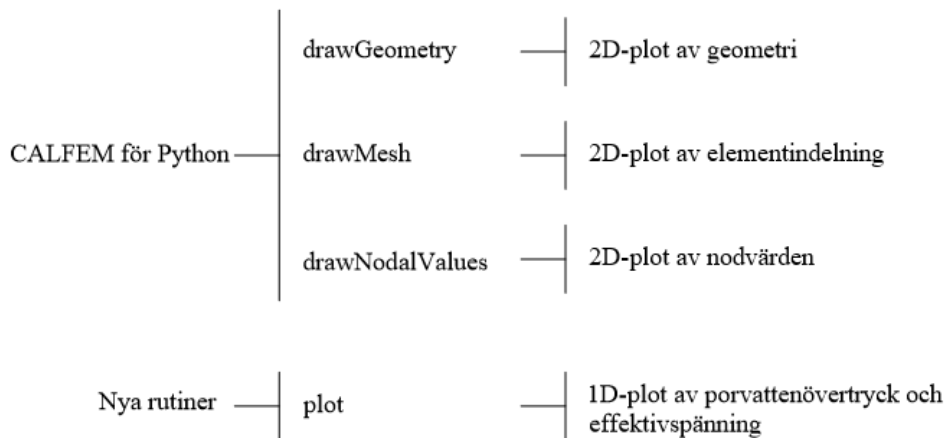 drawGeometry
2D-plot av geometri
CALFEM för Python
drawMesh
2D-plot av elementindelning
drawNodalValues
2D-plot av nodvärden
Nya rutiner
plot
1D-plot av porvattenövertryck och
effektivspänning